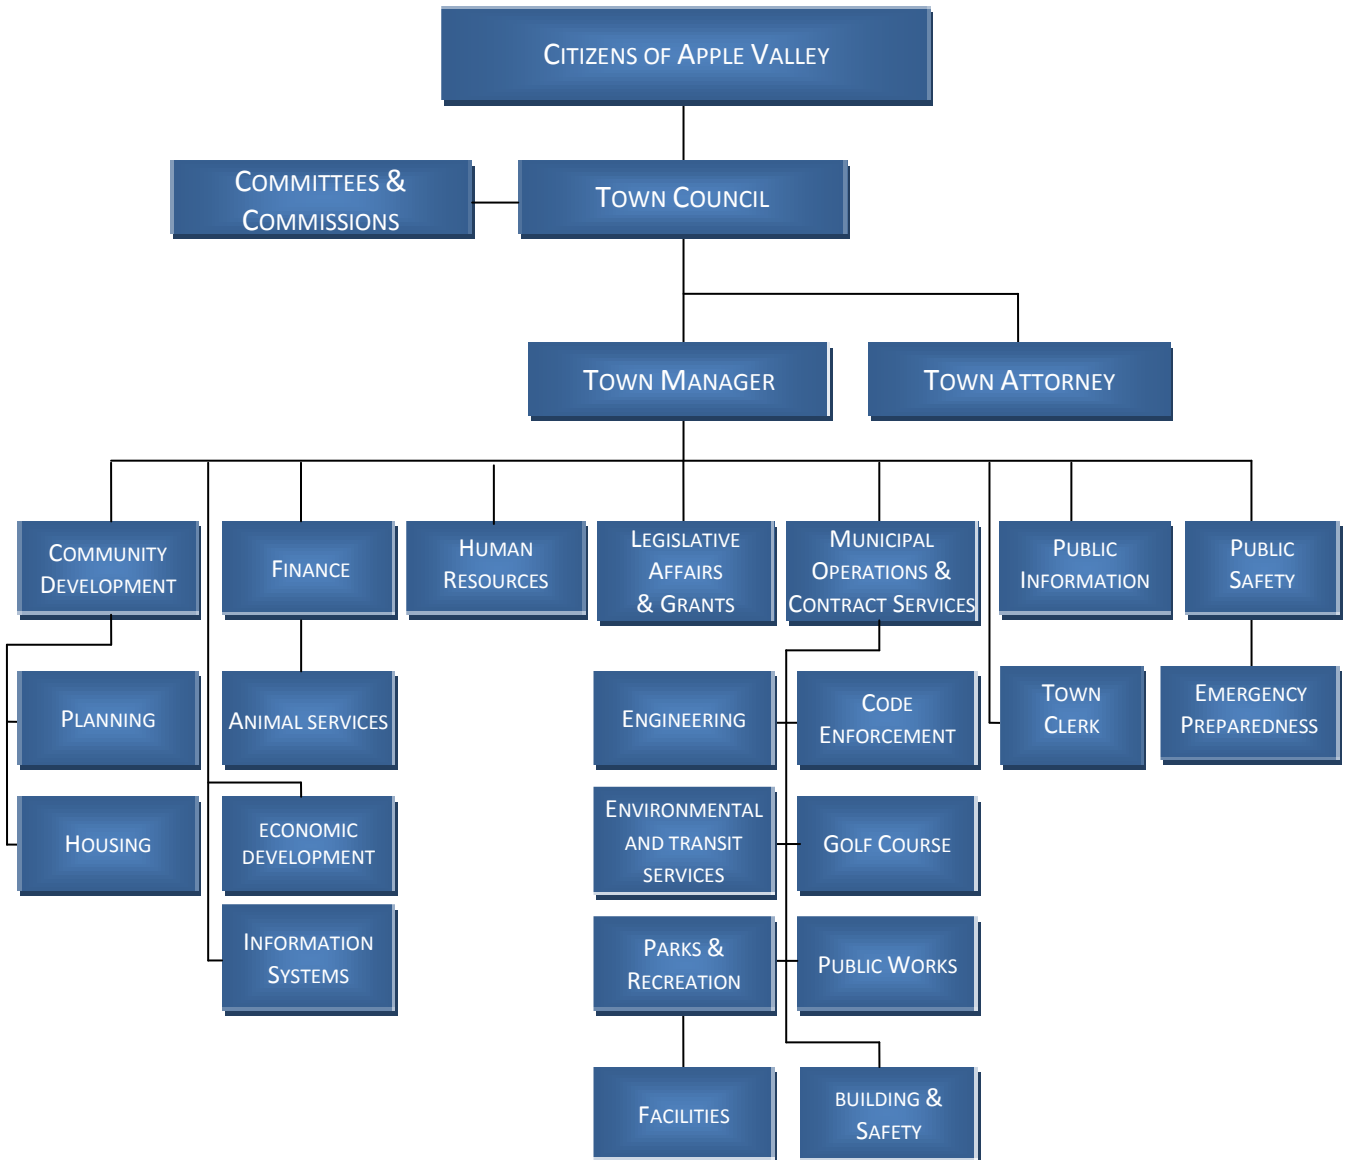 CITIZENS OF APPLE VALLEY
COMMITTEES &
COMMISSIONS
TOWN COUNCIL
TOWN MANAGER
TOWN ATTORNEY
COMMUNITY
DEVELOPMENT
FINANCE
HUMAN
RESOURCES
LEGISLATIVE
AFFAIRS
& GRANTS
MUNICIPAL
OPERATIONS &
CONTRACT SERVICES
PUBLIC
INFORMATION
PUBLIC
SAFETY
PLANNING
ANIMAL SERVICES
ENGINEERING
CODE
ENFORCEMENT
TOWN
CLERK
EMERGENCY
PREPAREDNESS
HOUSING
ECONOMIC
DEVELOPMENT
ENVIRONMENTAL
AND TRANSIT
SERVICES
GOLF COURSE
INFORMATION
SYSTEMS
PARKS &
RECREATION
PUBLIC WORKS
FACILITIES
BUILDING &
SAFETY